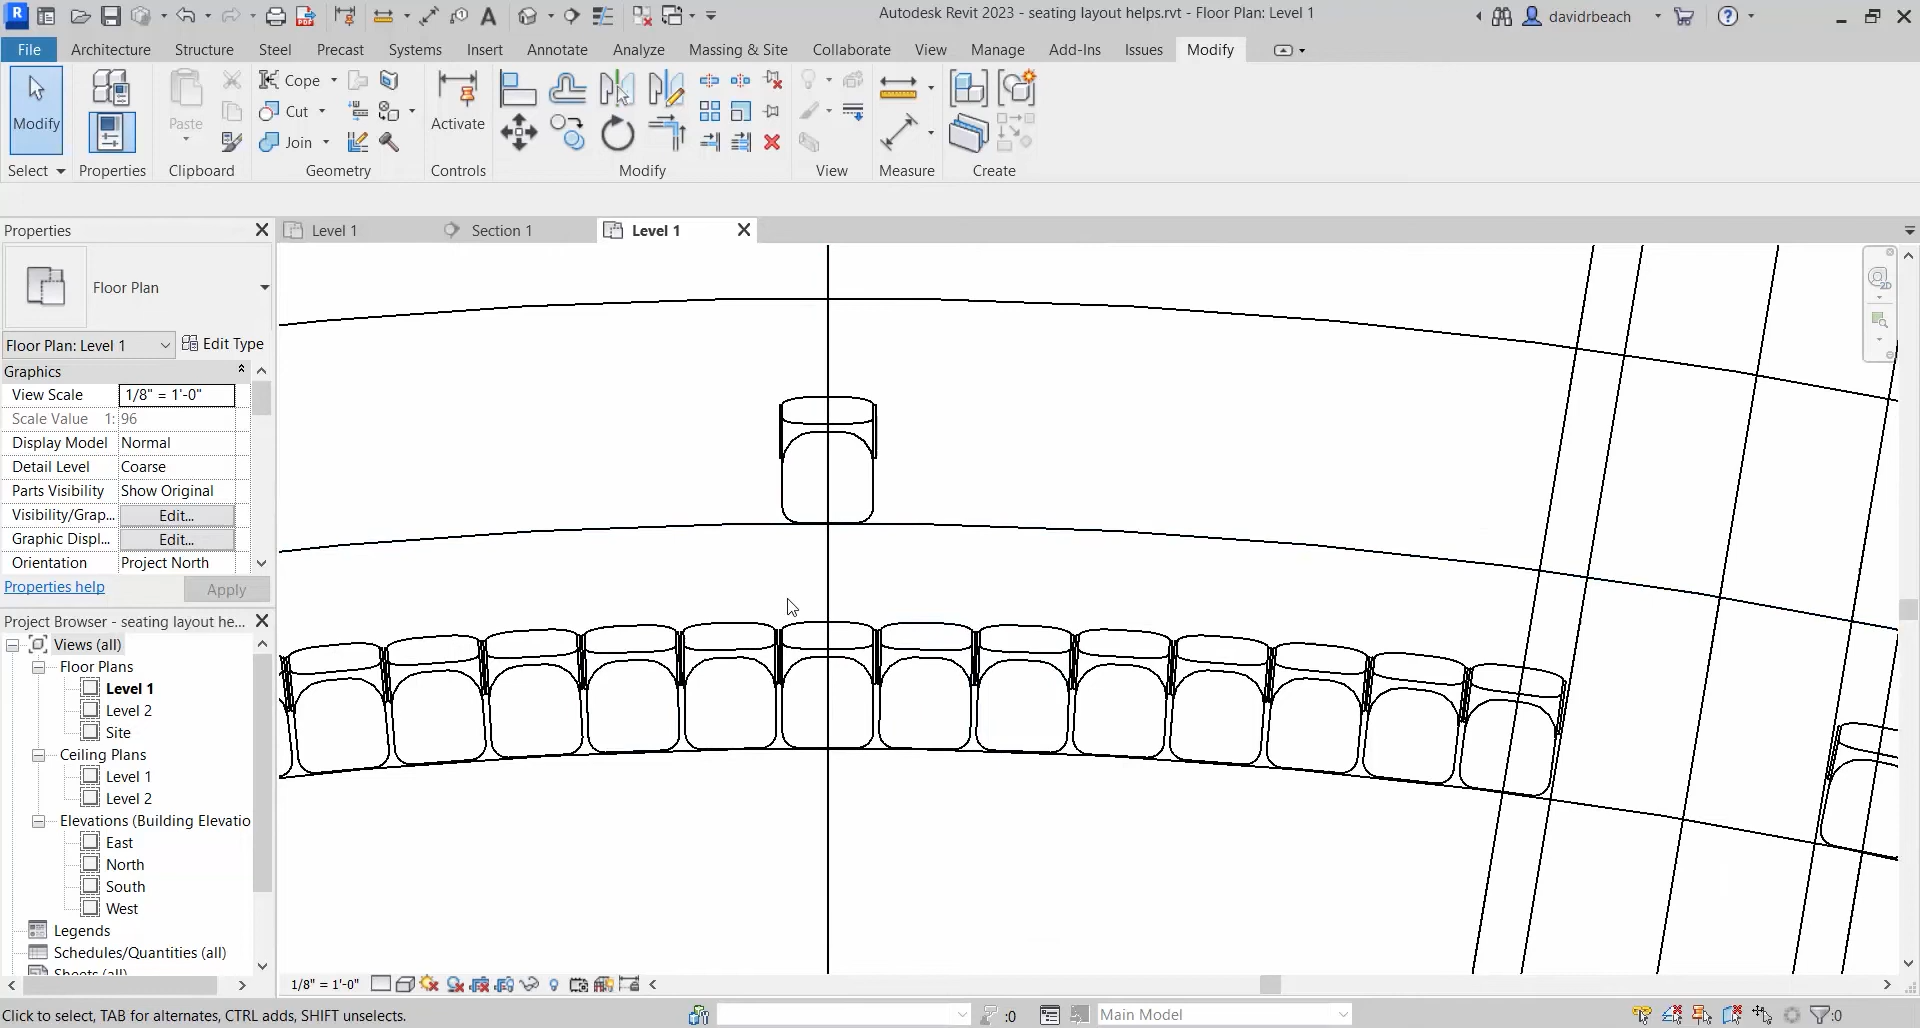 Autodesk Revit 2023 - seating layout helps.rvt - Floor Plan: Level 1
davidrbeach
File Architecture Structure Steel Precast Systems Insert Annotate Analyze Massing & Site Collaborate View Manage Add-Ins Issues Modify
Modify
Paste
Cope
Cut
Join
Activate
Select Properties Clipboard Geometry Controls Modify View Measure Create
Properties
Level 1
Section 1
Level 1
Floor Plan
Floor Plan: Level 1
Edit Type
Graphics
View Scale 1/8" = 1'-0"
Scale Value 1: 96
Display Model Normal
Detail Level Coarse
Parts Visibility Show Original
Visibility/Grap... Edit...
Graphic Displ... Edit...
Orientation Project North
Properties help
Apply
Project Browser - seating layout he...
Views (all)
Floor Plans
Level 1
Level 2
Site
Ceiling Plans
Level 1
Level 2
Elevations (Building Elevatio
East
North
South
West
Legends
Schedules/Quantities (all)
Sheets (all)
1/8" = 1'-0"
Click to select, TAB for alternates, CTRL adds, SHIFT unselects.
:0
Main Model
:0
2D